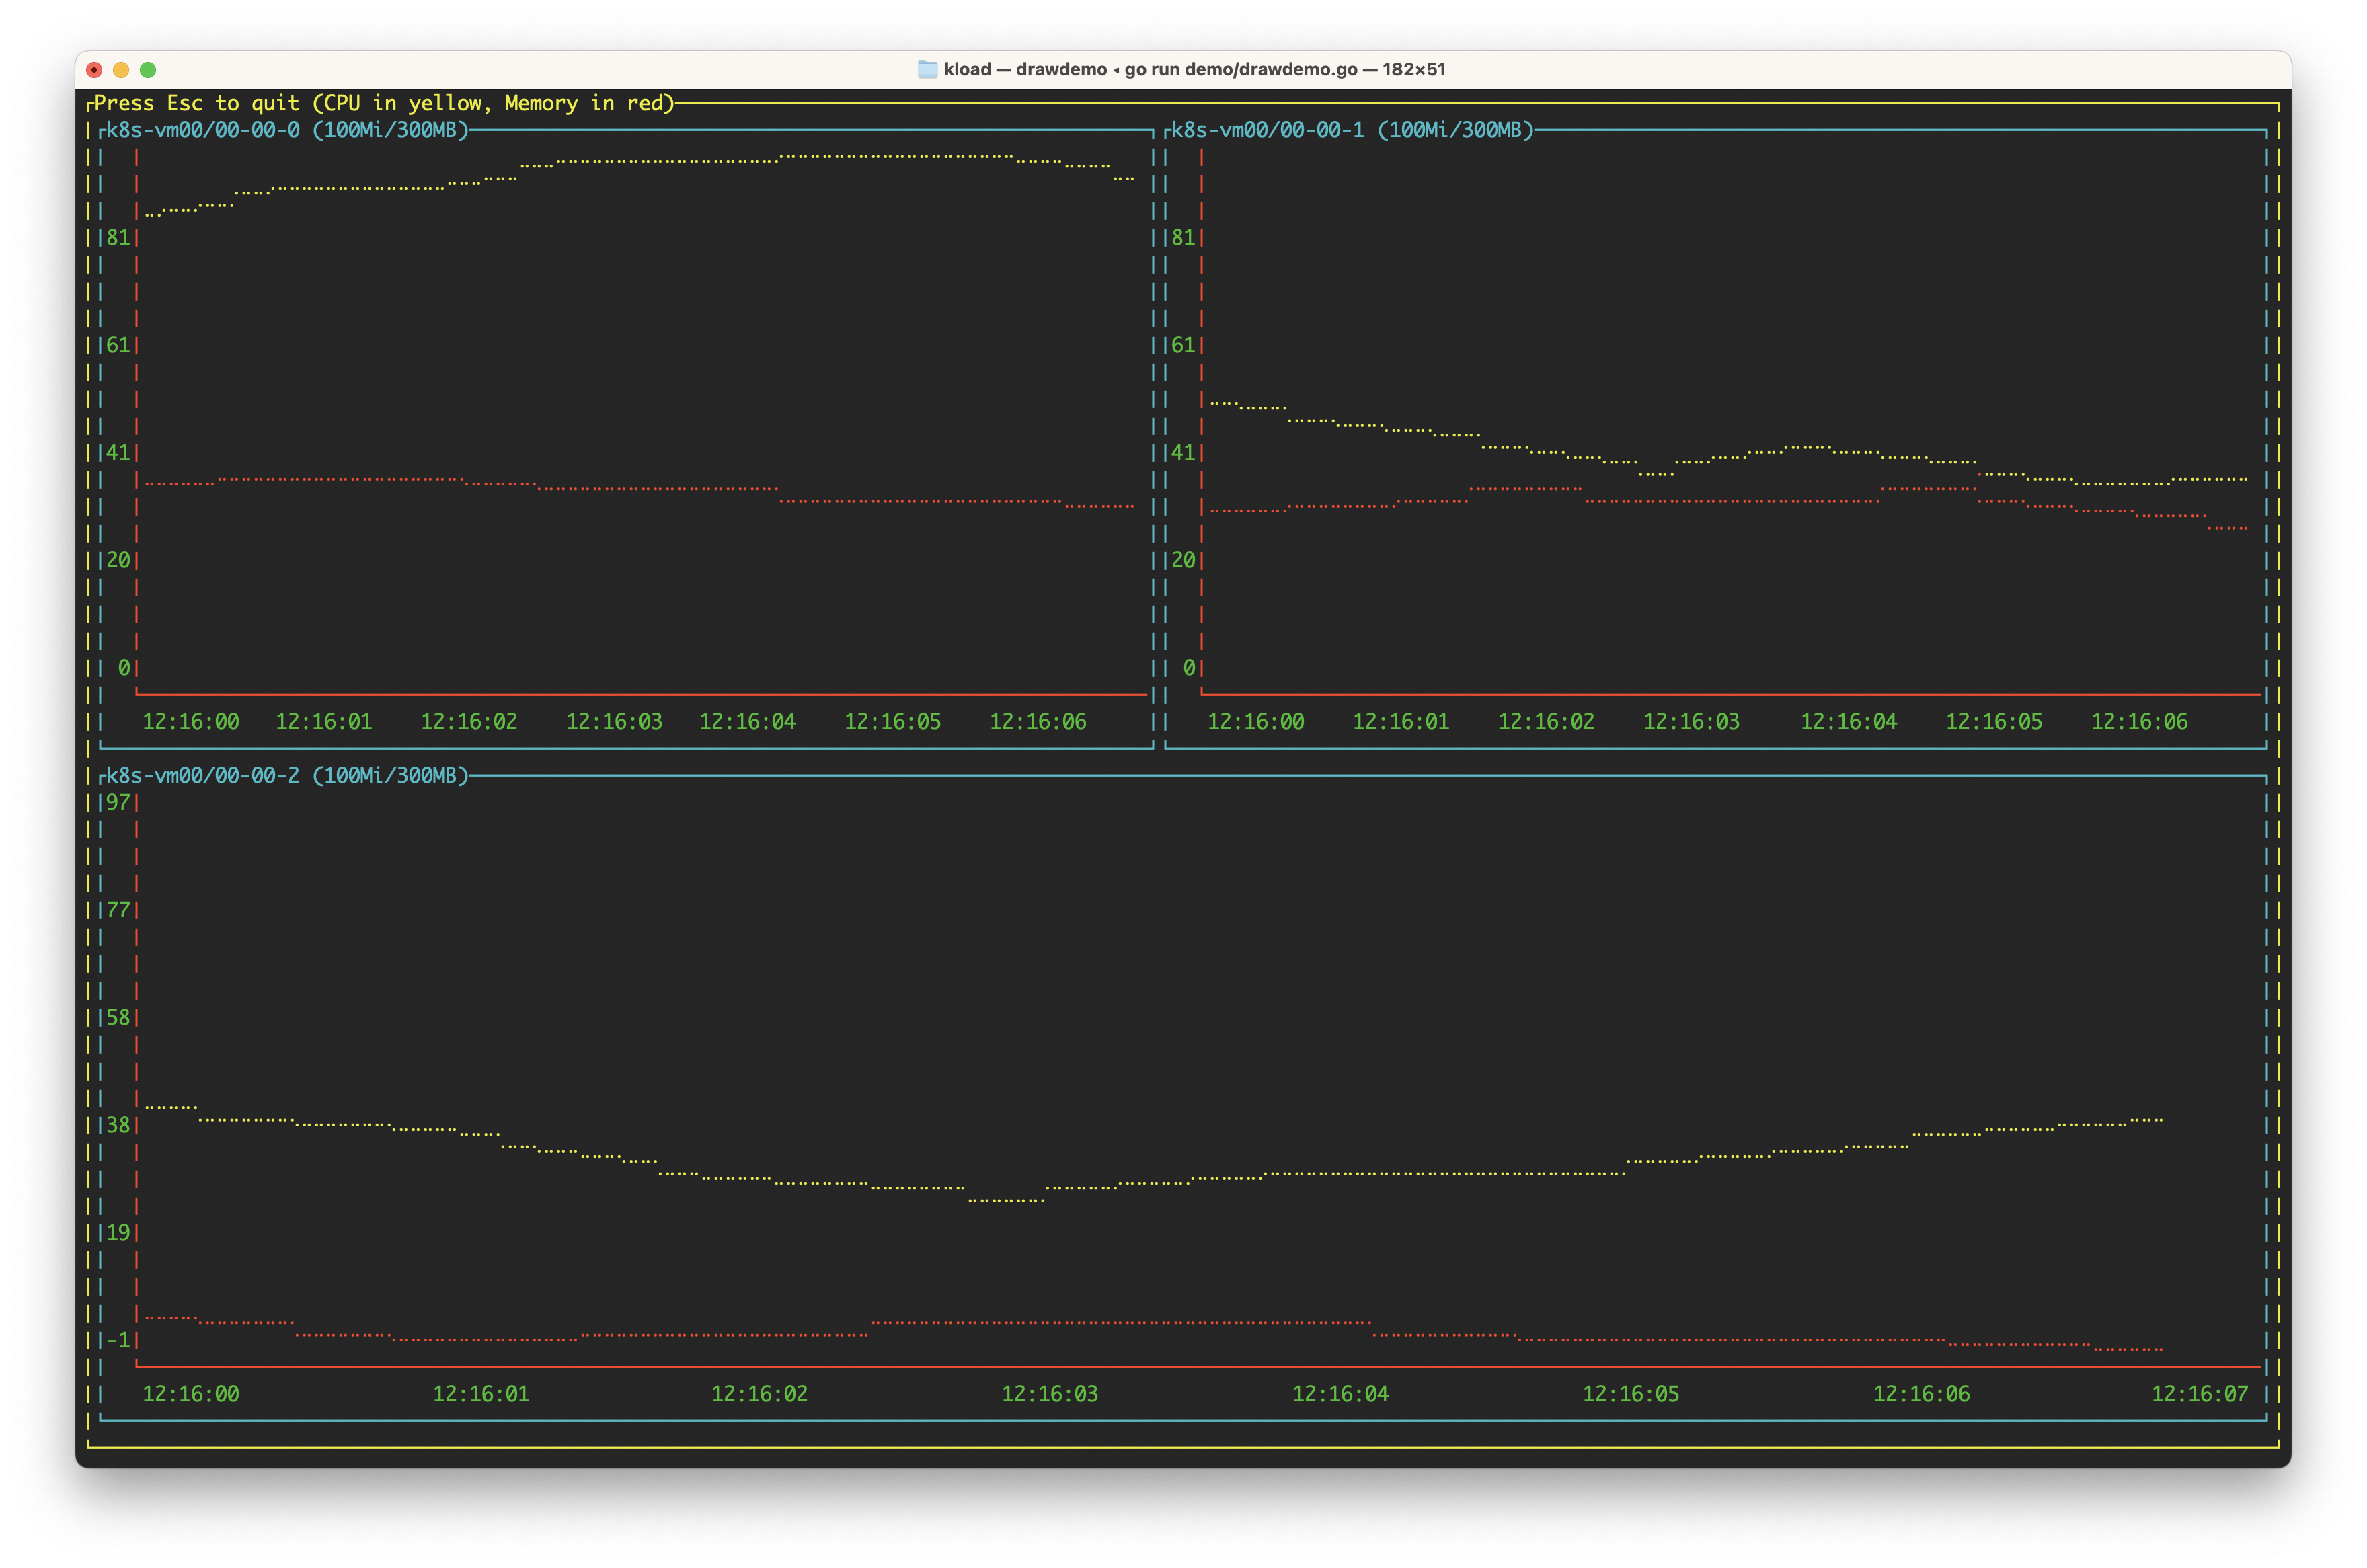 kload — drawdemo ◂ go run demo/drawdemo.go — 182×51
Press Esc to quit (CPU in yellow, Memory in red)
k8s-vm00/00-00-0 (100Mi/300MB)
81
61
41
20
0
12:16:00 12:16:01 12:16:02 12:16:03 12:16:04 12:16:05 12:16:06
k8s-vm00/00-00-1 (100Mi/300MB)
81
61
41
20
0
12:16:00 12:16:01 12:16:02 12:16:03 12:16:04 12:16:05 12:16:06
k8s-vm00/00-00-2 (100Mi/300MB)
97
77
58
38
19
-1
12:16:00 12:16:01 12:16:02 12:16:03 12:16:04 12:16:05 12:16:06 12:16:07